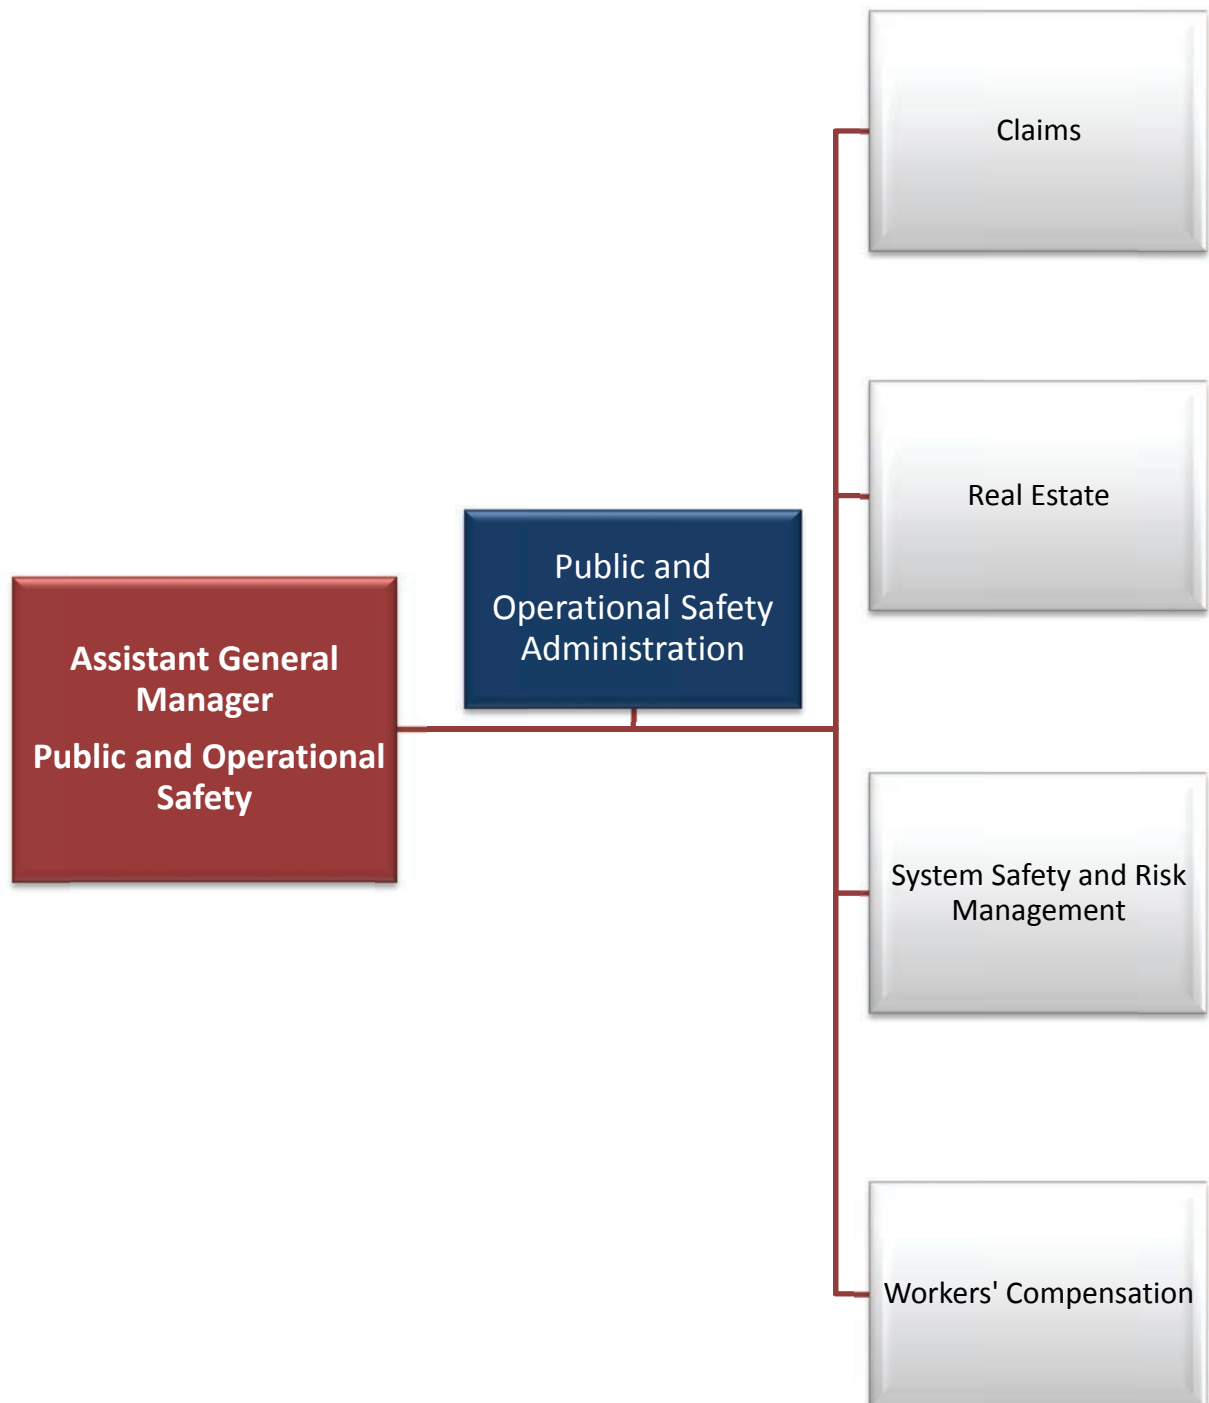 Assistant General
Manager
Public and Operational
Safety
Public and
Operational Safety
Administration
Claims
Real Estate
System Safety and Risk
Management
Workers' Compensation